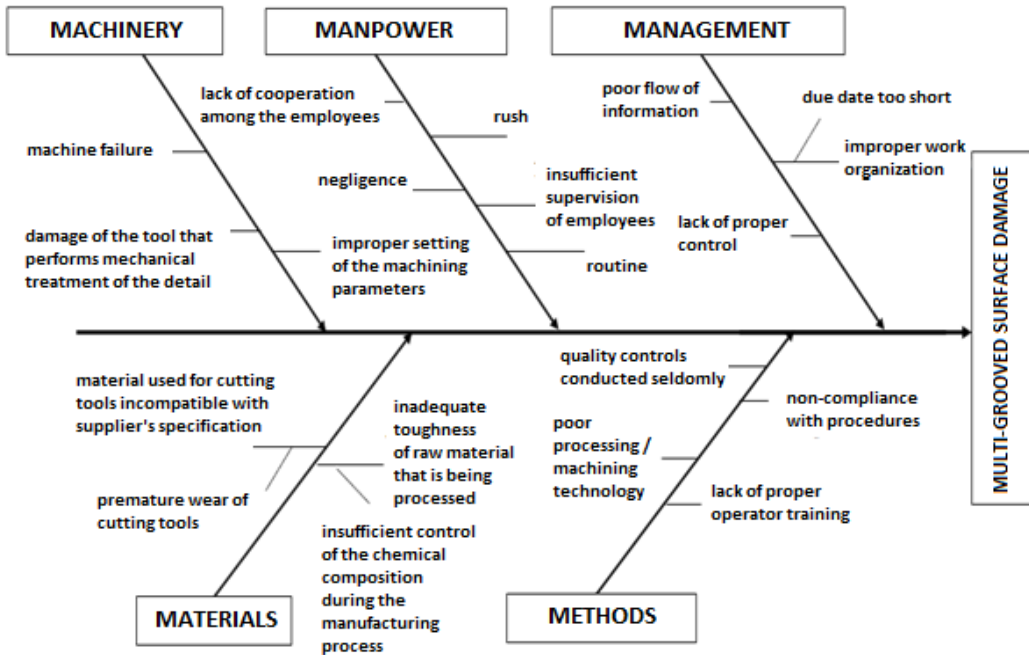 MACHINERY
MANPOWER
MANAGEMENT
lack of cooperation
among the employees
machine failure
negligence
damage of the tool that
performs mechanical
treatment of the detail
improper setting
of the machining
parameters
rush
insufficient
supervision
of employees
routine
poor flow of
information
due date too short
improper work
organization
lack of proper
control
MULTI-GROOVED SURFACE DAMAGE
material used for cutting
tools incompatible with
supplier's specification
premature wear of
cutting tools
inadequate
toughness
of raw material
that is being
processed
insufficient control
of the chemical
composition
during the
manufacturing
process
quality controls
conducted seldomly
non-compliance
with procedures
poor
processing /
machining
technology
lack of proper
operator training
MATERIALS
METHODS